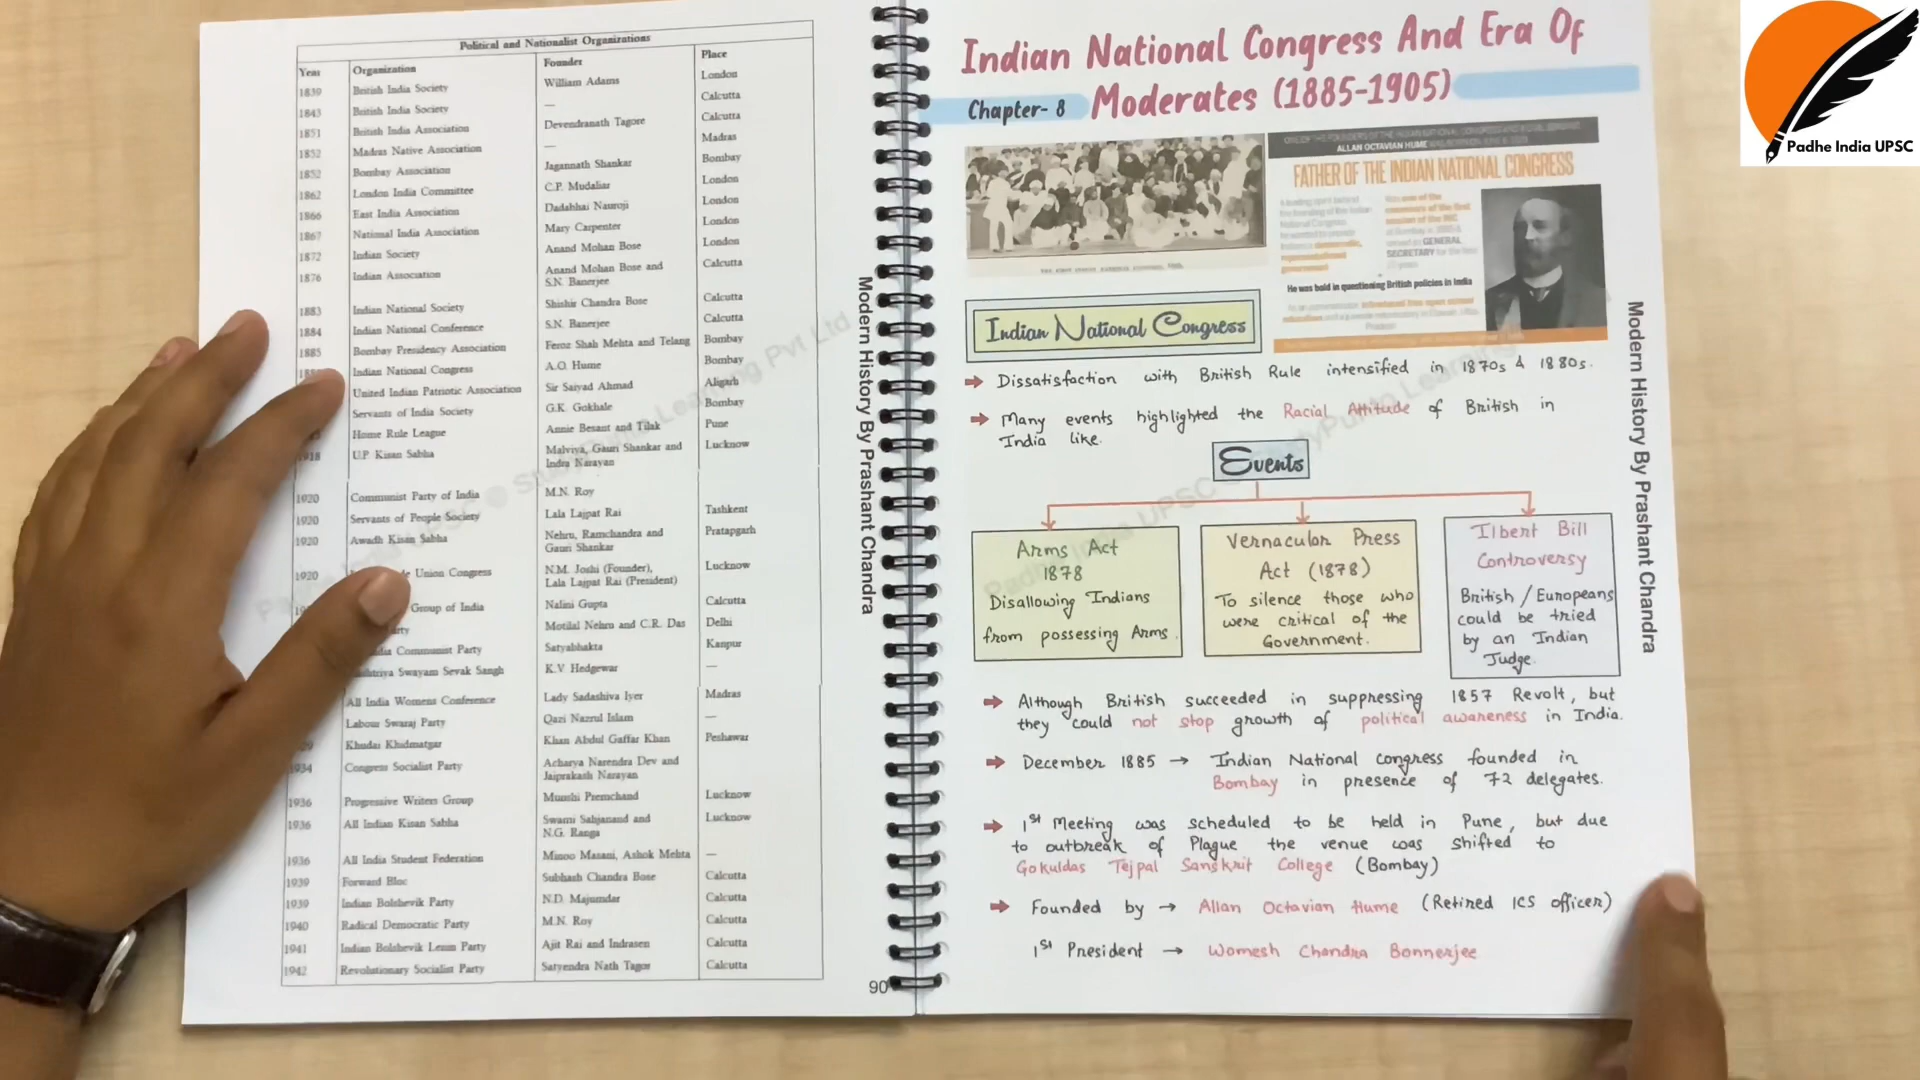 Political and Nationalist Organizations
Year Organization Founder Place
1839 British India Society William Adams London
1843 British India Society — Calcutta
1851 British India Association Devendranath Tagore Calcutta
1852 Madras Native Association — Madras
1852 Bombay Association Jagannath Shankar Bombay
1862 London India Committee C.P. Mudaliar London
1866 East India Association Dadabhai Nauroji London
1867 National India Association Mary Carpenter London
1872 Indian Society Anand Mohan Bose London
1876 Indian Association Anand Mohan Bose and Calcutta
S.N. Banerjee
1883 Indian National Society Shishir Chandra Bose Calcutta
1884 Indian National Conference S.N. Banerjee Calcutta
1885 Bombay Presidency Association Feroz Shah Mehta and Telang Bombay
Indian National Congress A.O. Hume Bombay
United Indian Patriotic Association Sir Saiyad Ahmad Aligarh
Servants of India Society G.K. Gokhale Bombay
Home Rule League Annie Besant and Tilak Pune
1918 U.P. Kisan Sabha Malviya, Gauri Shankar and Lucknow
Indra Narayan
1920 Communist Party of India M.N. Roy
1920 Servants of People Society Lala Lajpat Rai Tashkent
1920 Awadh Kisan Sabha Nehru, Ramchandra and Pratapgarh
Gauri Shankar
1920 Union Congress N.M. Joshi (Founder), Lucknow
Lala Lajpat Rai (President)
Group of India Nalini Gupta Calcutta
Motilal Nehru and C.R. Das Delhi
Communist Party Satyabhakta Kanpur
Swayam Sevak Sangh K.V Hedgewar —
All India Womens Conference Lady Sadashiva Iyer Madras
Labour Swaraj Party Qazi Nazrul Islam —
Khudai Khidmatgar Khan Abdul Gaffar Khan Peshawar
1934 Congress Socialist Party Acharya Narendra Dev and
Jaiprakash Narayan
1936 Progressive Writers Group Munshi Premchand Lucknow
1936 All Indian Kisan Sabha Swami Sahjanand and Lucknow
N.G. Ranga
1936 All India Student Federation Minoo Masani, Ashok Mehta —
1939 Forward Bloc Subhash Chandra Bose Calcutta
1939 Indian Bolshevik Party N.D. Majumdar Calcutta
1940 Radical Democratic Party M.N. Roy Calcutta
1941 Indian Bolshevik Lenin Party Ajit Rai and Indrasen Calcutta
1942 Revolutionary Socialist Party Satyendra Nath Tagor Calcutta
90
Modern History By Prashant Chandra
Indian National Congress And Era Of
Chapter- 8 Moderates (1885-1905)
ALLAN OCTAVIAN HUME
FATHER OF THE INDIAN NATIONAL CONGRESS
GENERAL
SECRETARY
He was bold in questioning British policies in India
Indian National Congress
Dissatisfaction with British Rule intensified in 1870s & 1880s.
Many events highlighted the Racial Attitude of British in
India like.
Events
Arms Act
1878
Disallowing Indians
from possessing Arms.
Vernacular Press
Act (1878)
To silence those who
were critical of the
Government.
Ilbert Bill
Controversy
British / Europeans
could be tried
by an Indian
Judge.
Although British succeeded in suppressing 1857 Revolt, but
they could not stop growth of political awareness in India.
December 1885 → Indian National congress founded in
Bombay in presence of 72 delegates.
1st Meeting was scheduled to be held in Pune, but due
to outbreak of Plague the venue was shifted to
Gokuldas Tejpal Sanskrit College (Bombay)
Founded by → Allan Octavian Hume (Retired ICS officer)
1st President → Womesh Chandra Bonnerjee
Modern History By Prashant Chandra
Padhe India UPSC